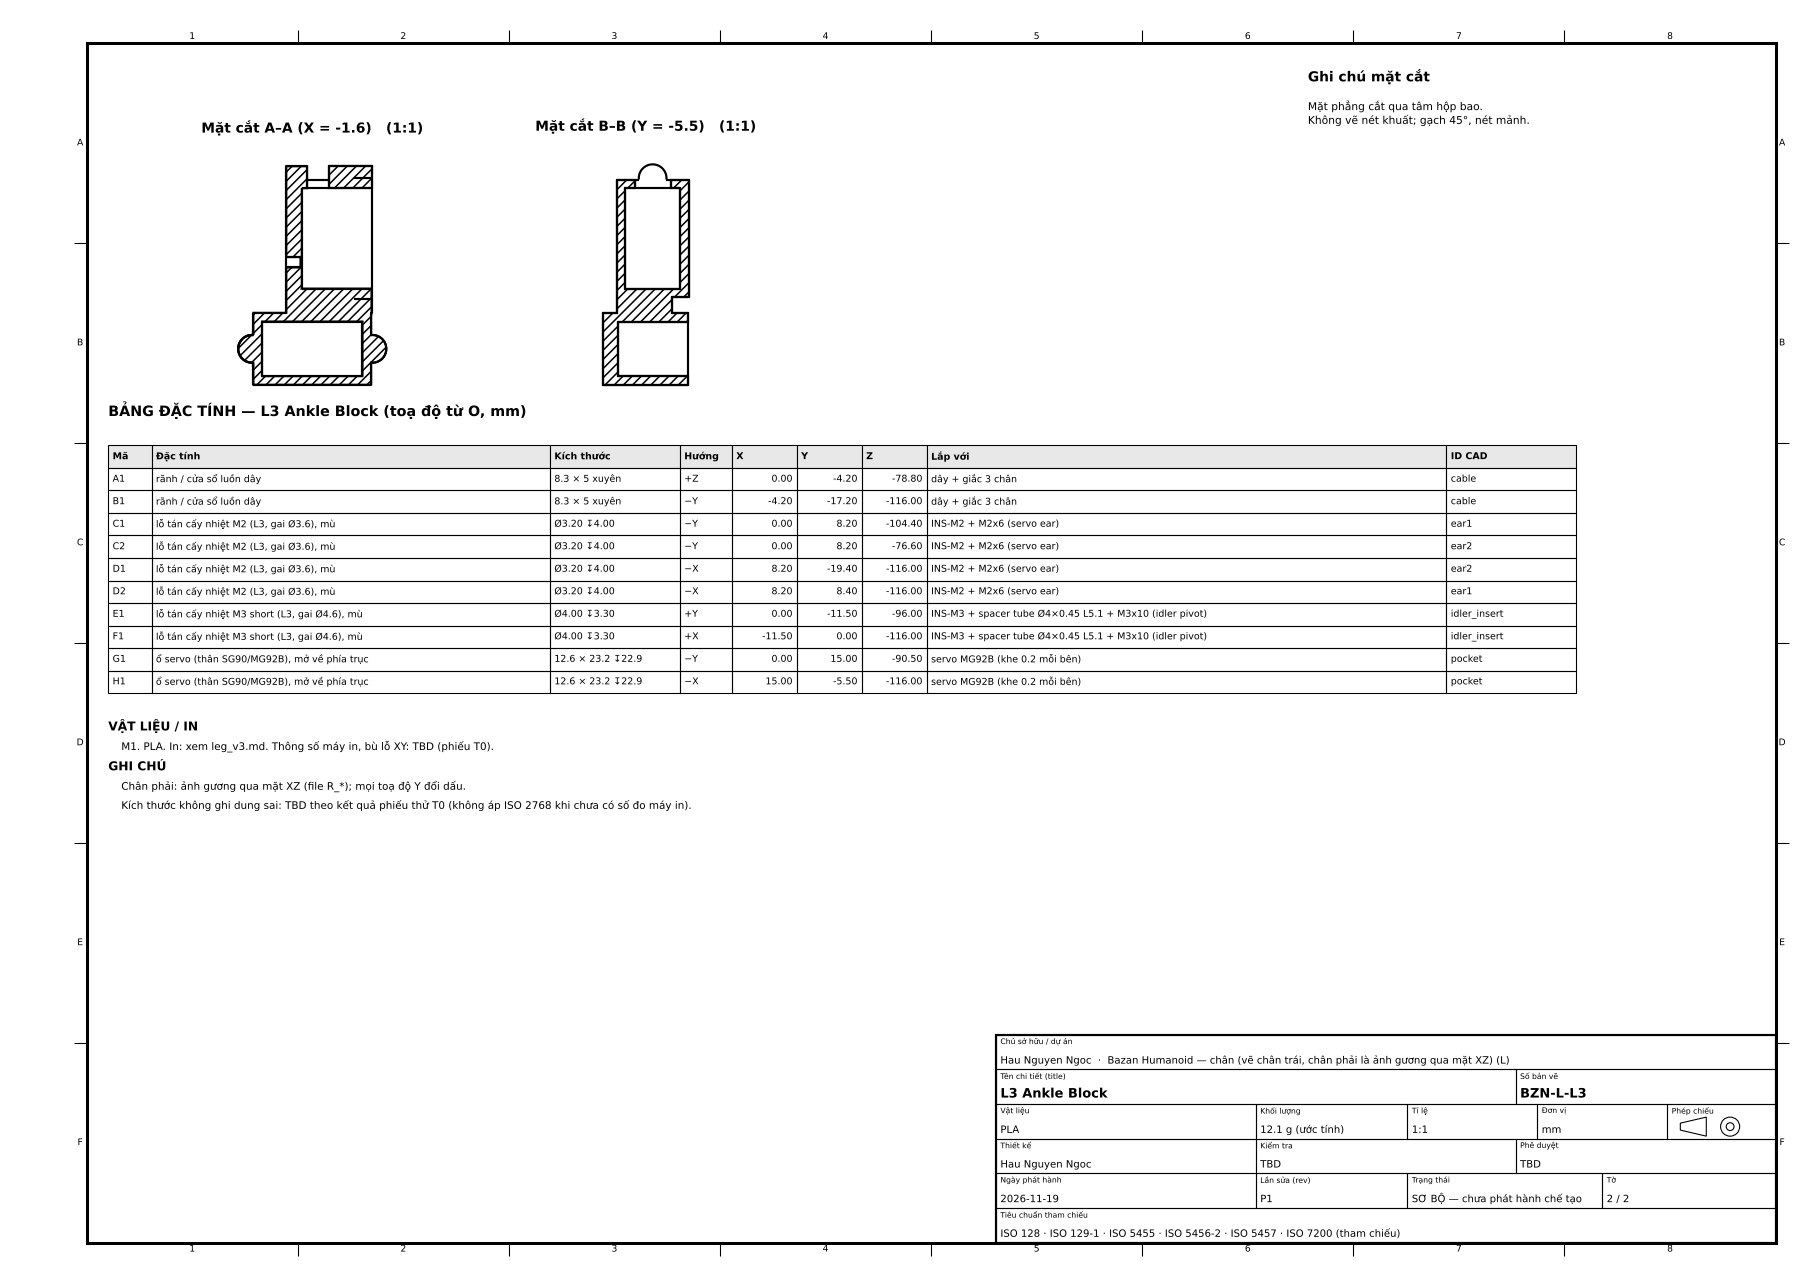 1 2 3 4 5 6 7 8
Ghi chú mặt cắt
Mặt phẳng cắt qua tâm hộp bao.
Không vẽ nét khuất; gạch 45°, nét mảnh.
Mặt cắt A–A (X = -1.6) (1:1)
Mặt cắt B–B (Y = -5.5) (1:1)
A A
B B
BẢNG ĐẶC TÍNH — L3 Ankle Block (toạ độ từ O, mm)
Mã Đặc tính Kích thước Hướng X Y Z Lắp với ID CAD
A1 rãnh / cửa sổ luồn dây 8.3 × 5 xuyên +Z 0.00 -4.20 -78.80 dây + giắc 3 chân cable
B1 rãnh / cửa sổ luồn dây 8.3 × 5 xuyên −Y -4.20 -17.20 -116.00 dây + giắc 3 chân cable
C1 lỗ tán cấy nhiệt M2 (L3, gai Ø3.6), mù Ø3.20 ↧4.00 −Y 0.00 8.20 -104.40 INS-M2 + M2x6 (servo ear) ear1
C2 lỗ tán cấy nhiệt M2 (L3, gai Ø3.6), mù Ø3.20 ↧4.00 −Y 0.00 8.20 -76.60 INS-M2 + M2x6 (servo ear) ear2
D1 lỗ tán cấy nhiệt M2 (L3, gai Ø3.6), mù Ø3.20 ↧4.00 −X 8.20 -19.40 -116.00 INS-M2 + M2x6 (servo ear) ear2
D2 lỗ tán cấy nhiệt M2 (L3, gai Ø3.6), mù Ø3.20 ↧4.00 −X 8.20 8.40 -116.00 INS-M2 + M2x6 (servo ear) ear1
E1 lỗ tán cấy nhiệt M3 short (L3, gai Ø4.6), mù Ø4.00 ↧3.30 +Y 0.00 -11.50 -96.00 INS-M3 + spacer tube Ø4×0.45 L5.1 + M3x10 (idler pivot) idler_insert
F1 lỗ tán cấy nhiệt M3 short (L3, gai Ø4.6), mù Ø4.00 ↧3.30 +X -11.50 0.00 -116.00 INS-M3 + spacer tube Ø4×0.45 L5.1 + M3x10 (idler pivot) idler_insert
G1 ổ servo (thân SG90/MG92B), mở về phía trục 12.6 × 23.2 ↧22.9 −Y 0.00 15.00 -90.50 servo MG92B (khe 0.2 mỗi bên) pocket
H1 ổ servo (thân SG90/MG92B), mở về phía trục 12.6 × 23.2 ↧22.9 −X 15.00 -5.50 -116.00 servo MG92B (khe 0.2 mỗi bên) pocket
C C
VẬT LIỆU / IN
M1. PLA. In: xem leg_v3.md. Thông số máy in, bù lỗ XY: TBD (phiếu T0).
D D
GHI CHÚ
Chân phải: ảnh gương qua mặt XZ (file R_*); mọi toạ độ Y đổi dấu.
Kích thước không ghi dung sai: TBD theo kết quả phiếu thử T0 (không áp ISO 2768 khi chưa có số đo máy in).
E E
Chủ sở hữu / dự án
Hau Nguyen Ngoc · Bazan Humanoid — chân (vẽ chân trái, chân phải là ảnh gương qua mặt XZ) (L)
Tên chi tiết (title) Số bản vẽ
L3 Ankle Block BZN-L-L3
Vật liệu Khối lượng Tỉ lệ Đơn vị Phép chiếu
PLA 12.1 g (ước tính) 1:1 mm
F F
Thiết kế Kiểm tra Phê duyệt
Hau Nguyen Ngoc TBD TBD
Ngày phát hành Lần sửa (rev) Trạng thái Tờ
2026-11-19 P1 SƠ BỘ — chưa phát hành chế tạo 2 / 2
Tiêu chuẩn tham chiếu
ISO 128 · ISO 129-1 · ISO 5455 · ISO 5456-2 · ISO 5457 · ISO 7200 (tham chiếu)
1 2 3 4 5 6 7 8